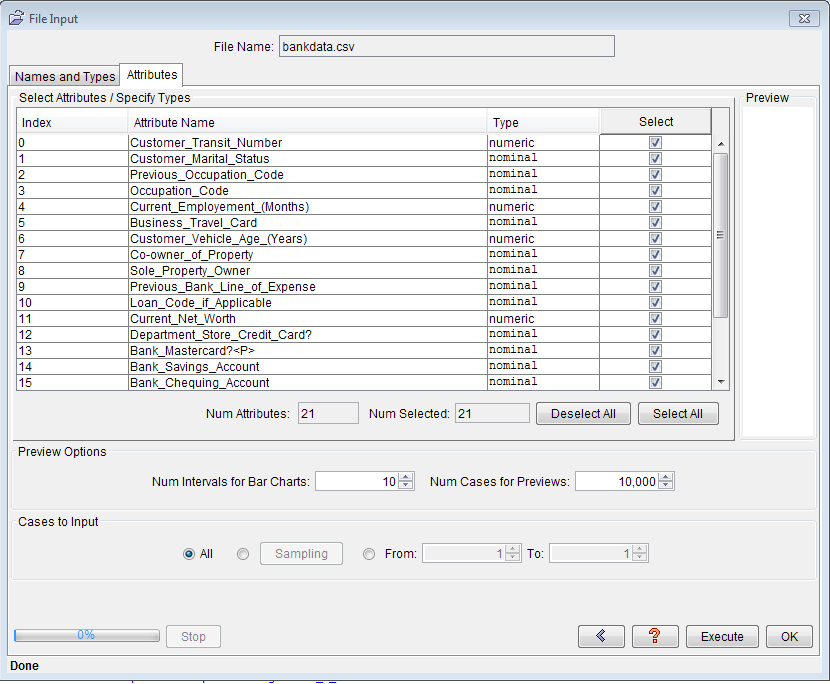 File Input
File Name: bankdata.csv
Names and Types Attributes
Select Attributes / Specify Types Preview
Index Attribute Name Type Select
0 Customer_Transit_Number numeric
1 Customer_Marital_Status nominal
2 Previous_Occupation_Code nominal
3 Occupation_Code nominal
4 Current_Employement_(Months) numeric
5 Business_Travel_Card nominal
6 Customer_Vehicle_Age_(Years) numeric
7 Co-owner_of_Property nominal
8 Sole_Property_Owner nominal
9 Previous_Bank_Line_of_Expense nominal
10 Loan_Code_if_Applicable nominal
11 Current_Net_Worth numeric
12 Department_Store_Credit_Card? nominal
13 Bank_Mastercard?<P> nominal
14 Bank_Savings_Account nominal
15 Bank_Chequing_Account nominal
Num Attributes: 21 Num Selected: 21 Deselect All Select All
Preview Options
Num Intervals for Bar Charts: 10 Num Cases for Previews: 10,000
Cases to Input
All Sampling From: 1 To: 1
0% Stop ? Execute OK
Done